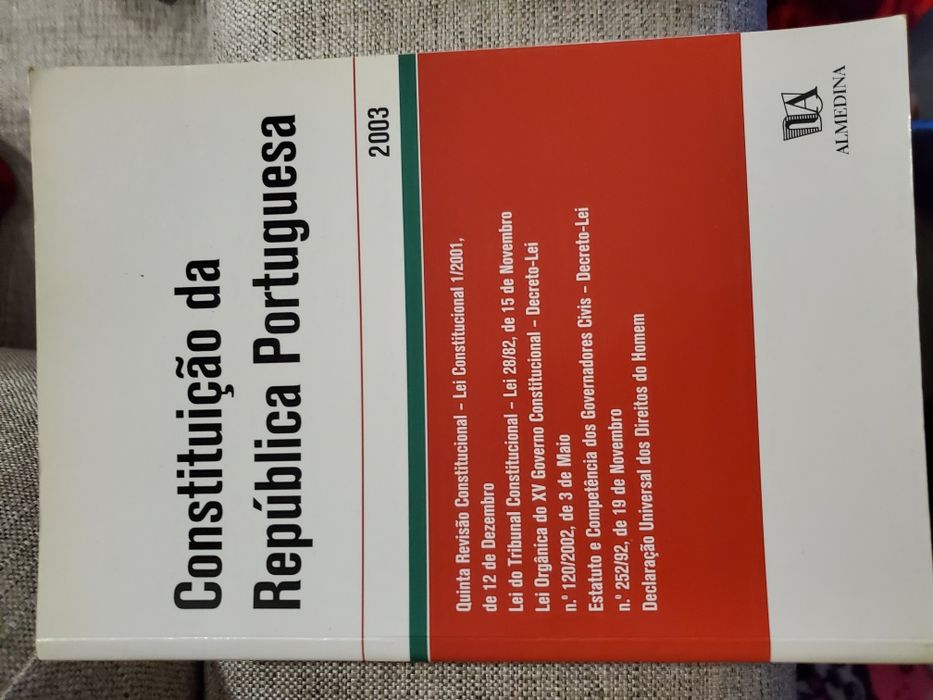 Constituição da
República Portuguesa
2003
Quinta Revisão Constitucional – Lei Constitucional 1/2001,
de 12 de Dezembro
Lei do Tribunal Constitucional – Lei 28/82, de 15 de Novembro
Lei Orgânica do XV Governo Constitucional – Decreto-Lei
n.º 120/2002, de 3 de Maio
Estatuto e Competência dos Governadores Civis – Decreto-Lei
n.º 252/92, de 19 de Novembro
Declaração Universal dos Direitos do Homem
ALMEDINA